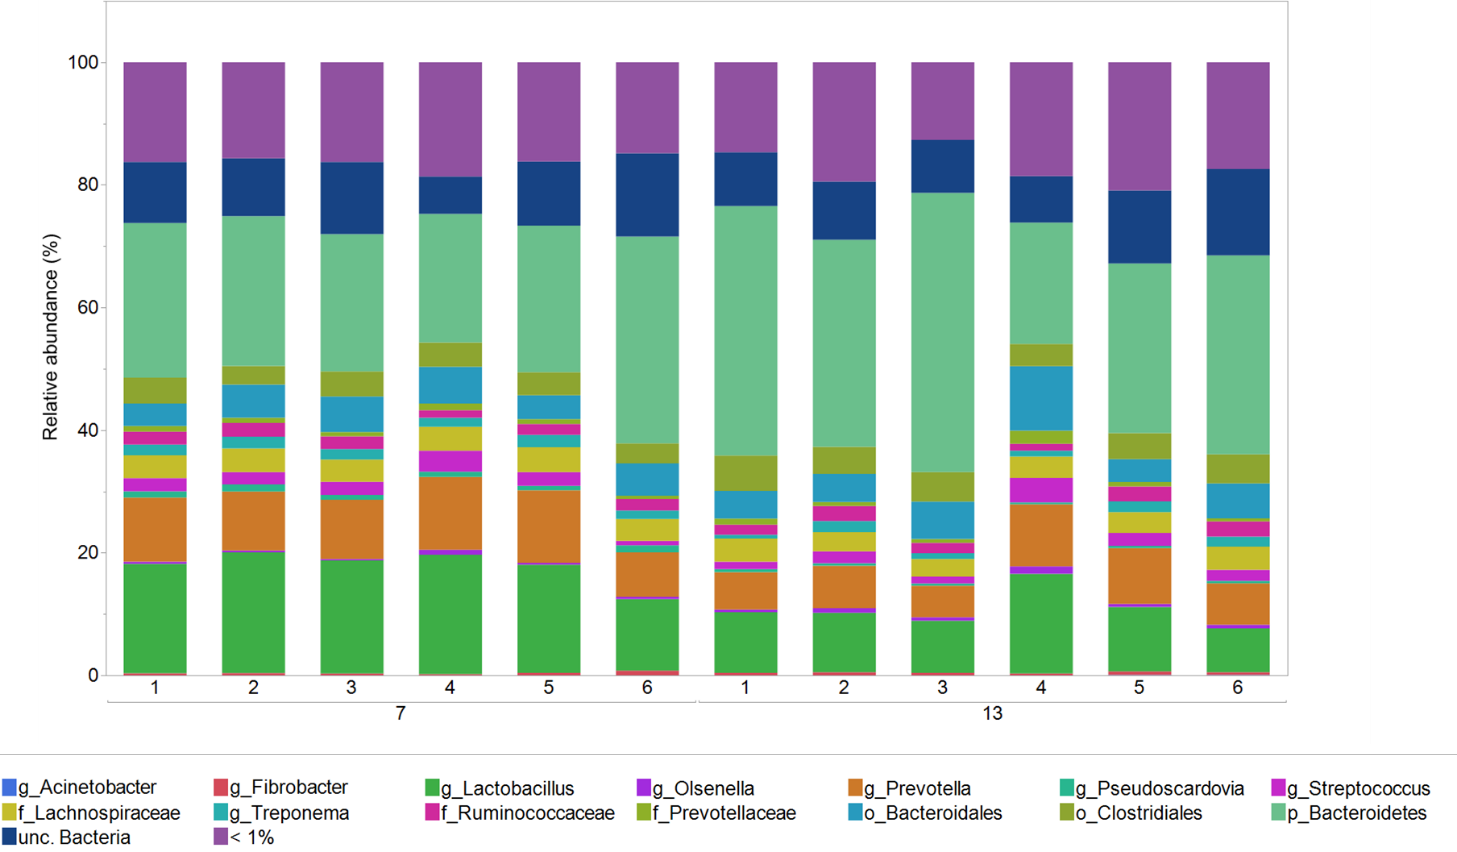 100
80
60
40
20
0
Relative abundance (%)
1 2 3 4 5 6 1 2 3 4 5 6
7 13
g_Acinetobacter g_Fibrobacter g_Lactobacillus g_Olsenella g_Prevotella g_Pseudoscardovia g_Streptococcus
f_Lachnospiraceae g_Treponema f_Ruminococcaceae f_Prevotellaceae o_Bacteroidales o_Clostridiales p_Bacteroidetes
unc. Bacteria < 1%